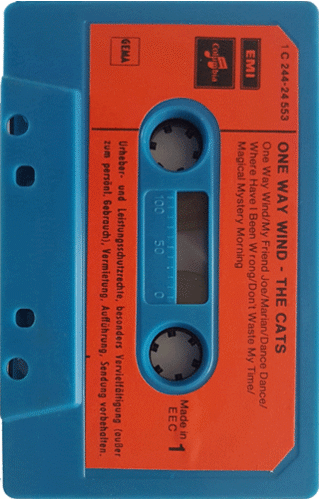 1 C 244-24 553
EMI
Columbia
GEMA
ONE WAY WIND - THE CATS
One Way Wind/My Friend Joe/Marian/Dance Dance/
Where Have I Been Wrong/Don't Waste My Time/
Magical Mystery Morning
100 50 0
Made in
EEC
1
Urheber- und Leistungsschutzrechte, besonders Vervielfältigung (außer
zum persönl. Gebrauch), Vermietung, Aufführung, Sendung vorbehalten.